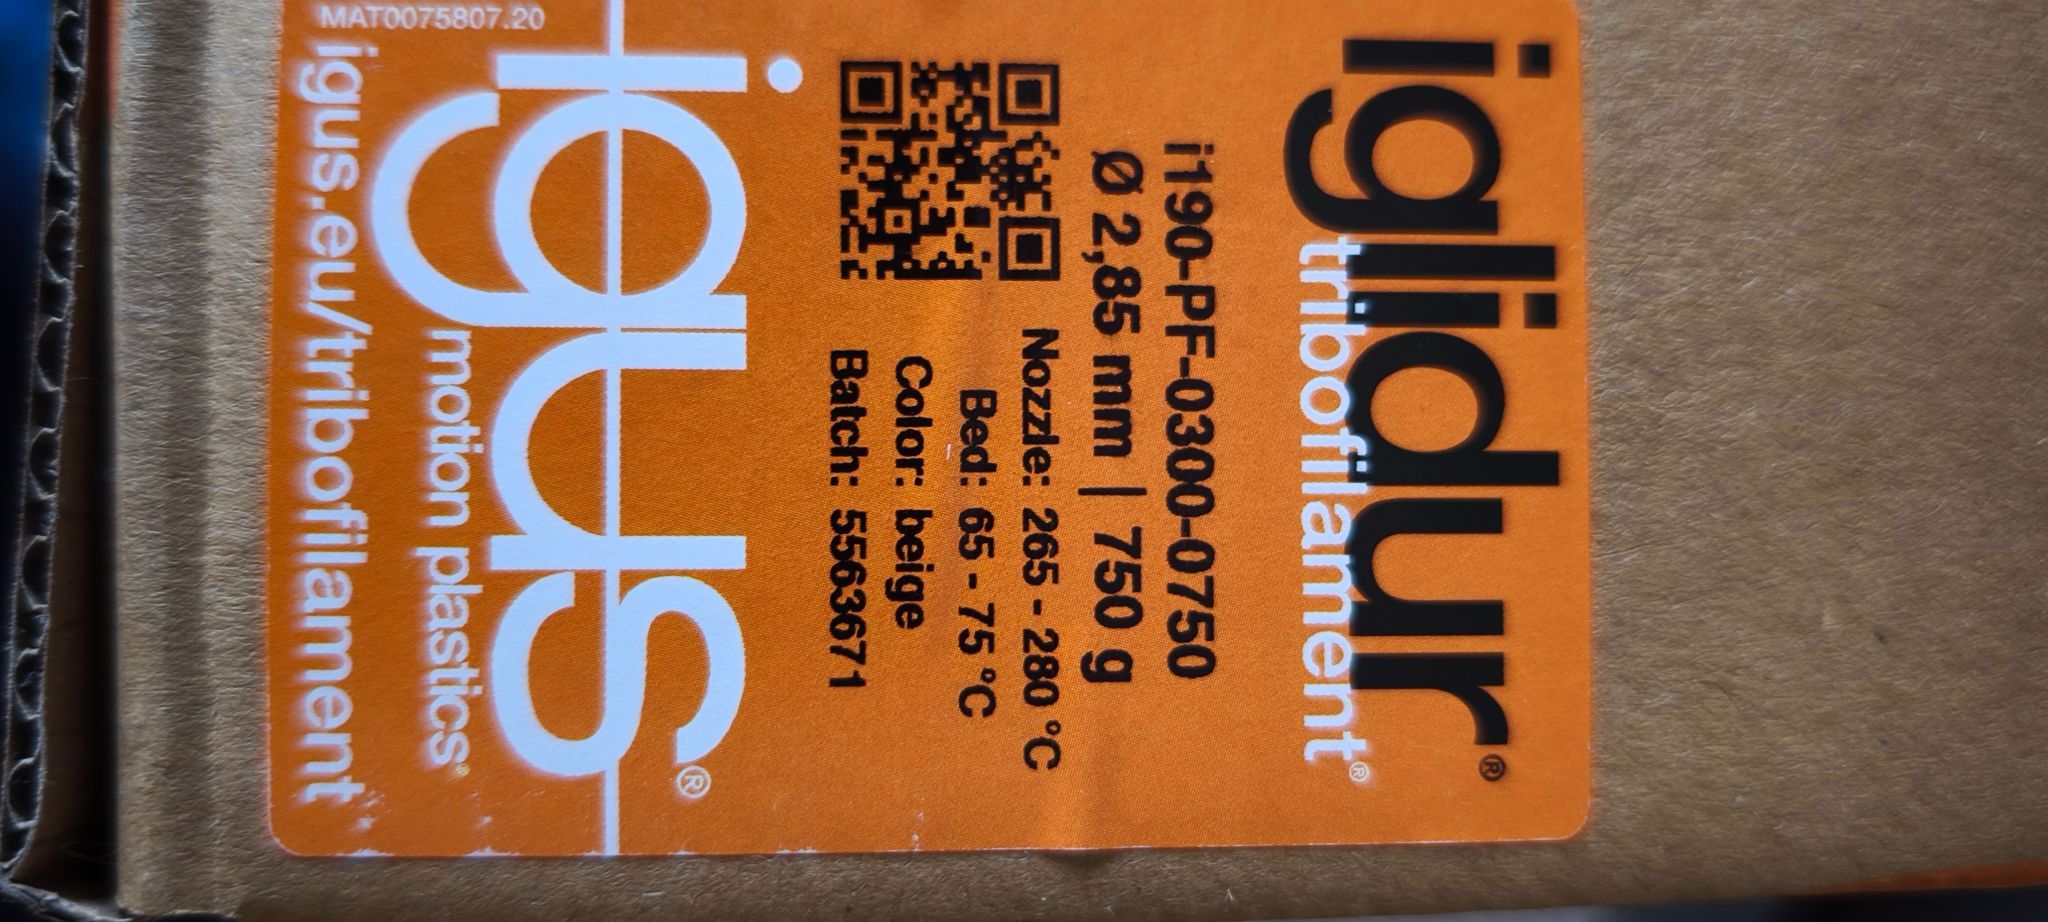 iglidur®
tribofilament®
i190-PF-0300-0750
Ø 2,85 mm | 750 g
Nozzle: 265 - 280 °C
Bed: 65 - 75 °C
Color: beige
Batch: 5563671
igus®
motion plastics®
igus.eu/tribofilament
MAT0075807.20